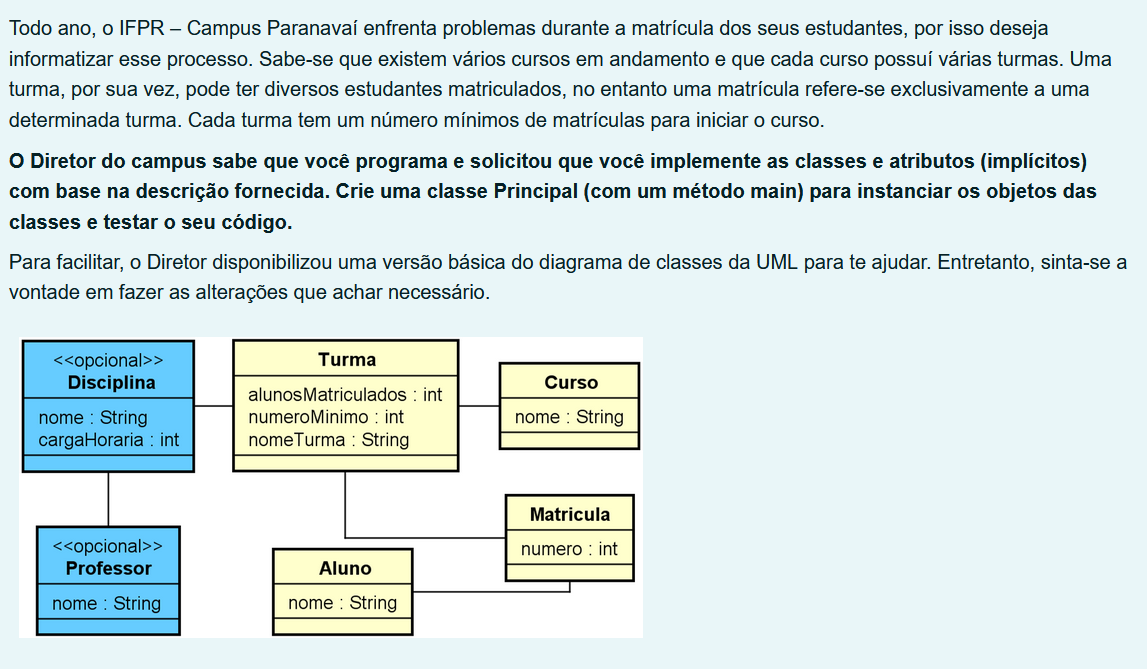 Todo ano, o IFPR – Campus Paranavaí enfrenta problemas durante a matrícula dos seus estudantes, por isso deseja
informatizar esse processo. Sabe-se que existem vários cursos em andamento e que cada curso possuí várias turmas. Uma
turma, por sua vez, pode ter diversos estudantes matriculados, no entanto uma matrícula refere-se exclusivamente a uma
determinada turma. Cada turma tem um número mínimos de matrículas para iniciar o curso.
O Diretor do campus sabe que você programa e solicitou que você implemente as classes e atributos (implícitos)
com base na descrição fornecida. Crie uma classe Principal (com um método main) para instanciar os objetos das
classes e testar o seu código.
Para facilitar, o Diretor disponibilizou uma versão básica do diagrama de classes da UML para te ajudar. Entretanto, sinta-se a
vontade em fazer as alterações que achar necessário.
<<opcional>>
Disciplina
nome : String
cargaHoraria : int
Turma
alunosMatriculados : int
numeroMinimo : int
nomeTurma : String
Curso
nome : String
Matricula
numero : int
<<opcional>>
Professor
nome : String
Aluno
nome : String